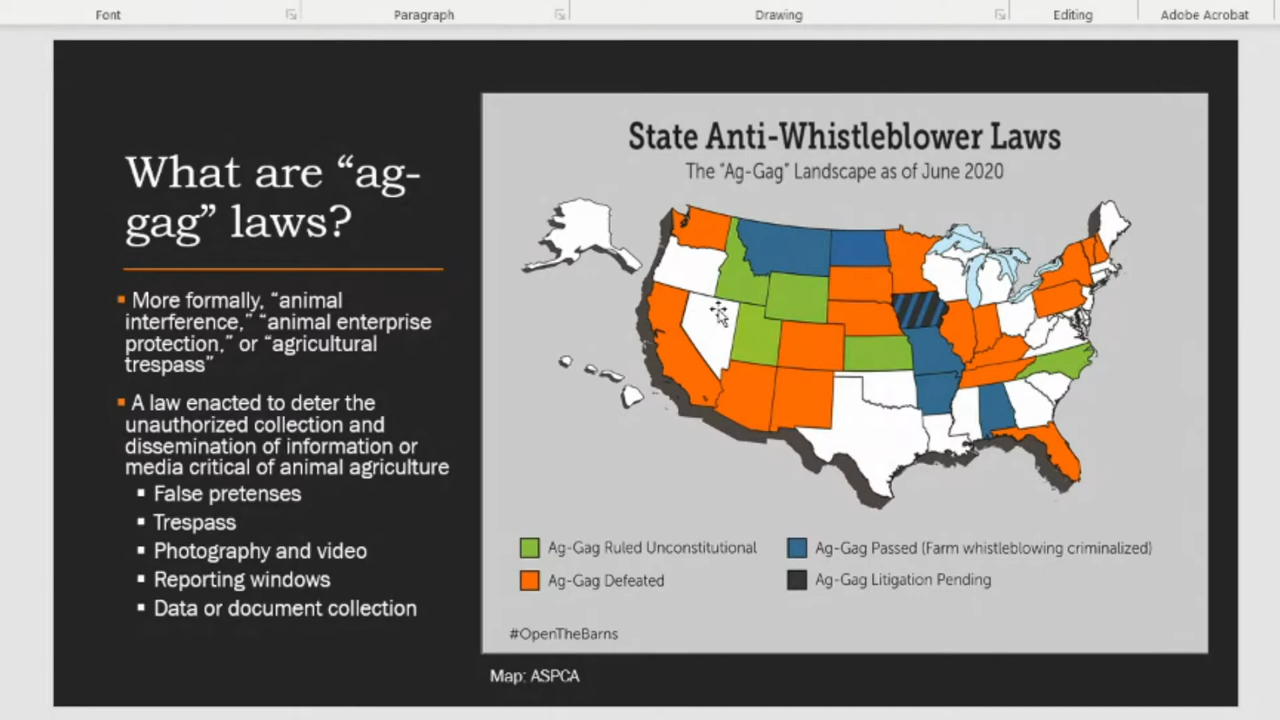 Font
Paragraph
Drawing
Editing
Adobe Acrobat
What are “ag-
gag” laws?
▪ More formally, “animal
interference,” “animal enterprise
protection,” or “agricultural
trespass”
▪ A law enacted to deter the
unauthorized collection and
dissemination of information or
media critical of animal agriculture
▪ False pretenses
▪ Trespass
▪ Photography and video
▪ Reporting windows
▪ Data or document collection
State Anti-Whistleblower Laws
The “Ag-Gag” Landscape as of June 2020
Ag-Gag Ruled Unconstitutional
Ag-Gag Passed (Farm whistleblowing criminalized)
Ag-Gag Defeated
Ag-Gag Litigation Pending
#OpenTheBarns
Map: ASPCA